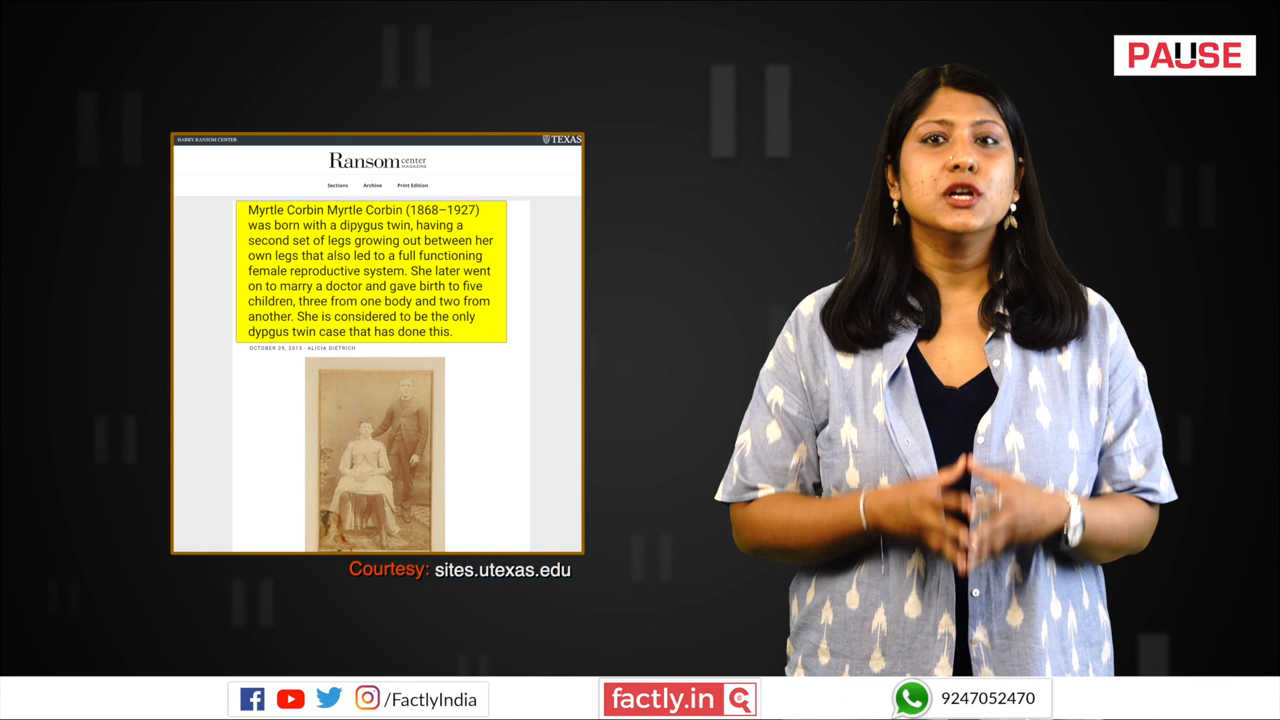 PAUSE
HARRY RANSOM CENTER
TEXAS
Ransom center
MAGAZINE
Sections Archive Print Edition
Myrtle Corbin Myrtle Corbin (1868–1927)
was born with a dipygus twin, having a
second set of legs growing out between her
own legs that also led to a full functioning
female reproductive system. She later went
on to marry a doctor and gave birth to five
children, three from one body and two from
another. She is considered to be the only
dypgus twin case that has done this.
OCTOBER 29, 2013 - ALICIA DIETRICH
Courtesy: sites.utexas.edu
/FactlyIndia
factly.in
9247052470